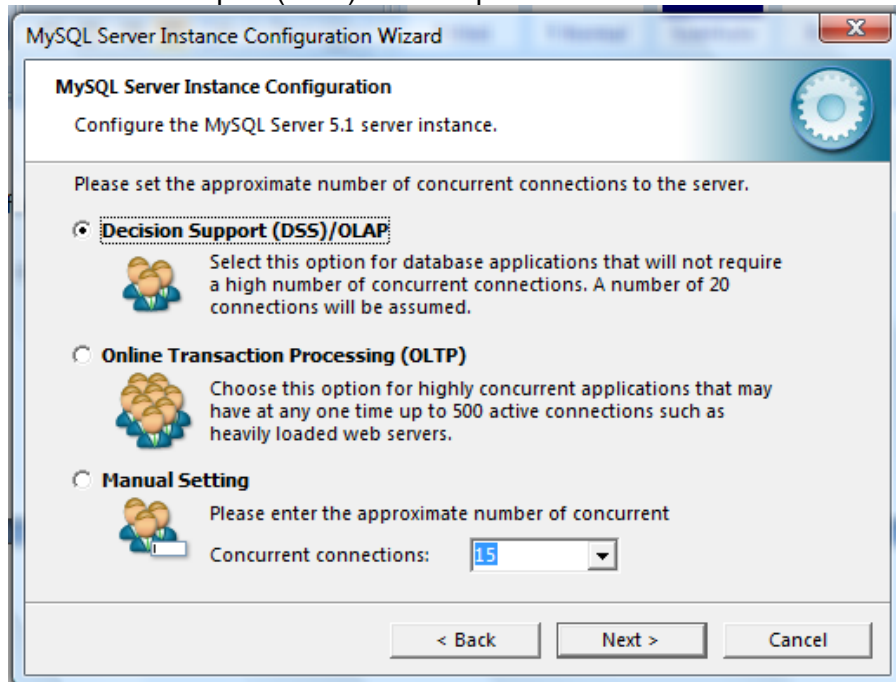 MySQL Server Instance Configuration Wizard
MySQL Server Instance Configuration
Configure the MySQL Server 5.1 server instance.
Please set the approximate number of concurrent connections to the server.
Decision Support (DSS)/OLAP
Select this option for database applications that will not require
a high number of concurrent connections. A number of 20
connections will be assumed.
Online Transaction Processing (OLTP)
Choose this option for highly concurrent applications that may
have at any one time up to 500 active connections such as
heavily loaded web servers.
Manual Setting
Please enter the approximate number of concurrent
Concurrent connections: 15
< Back Next > Cancel